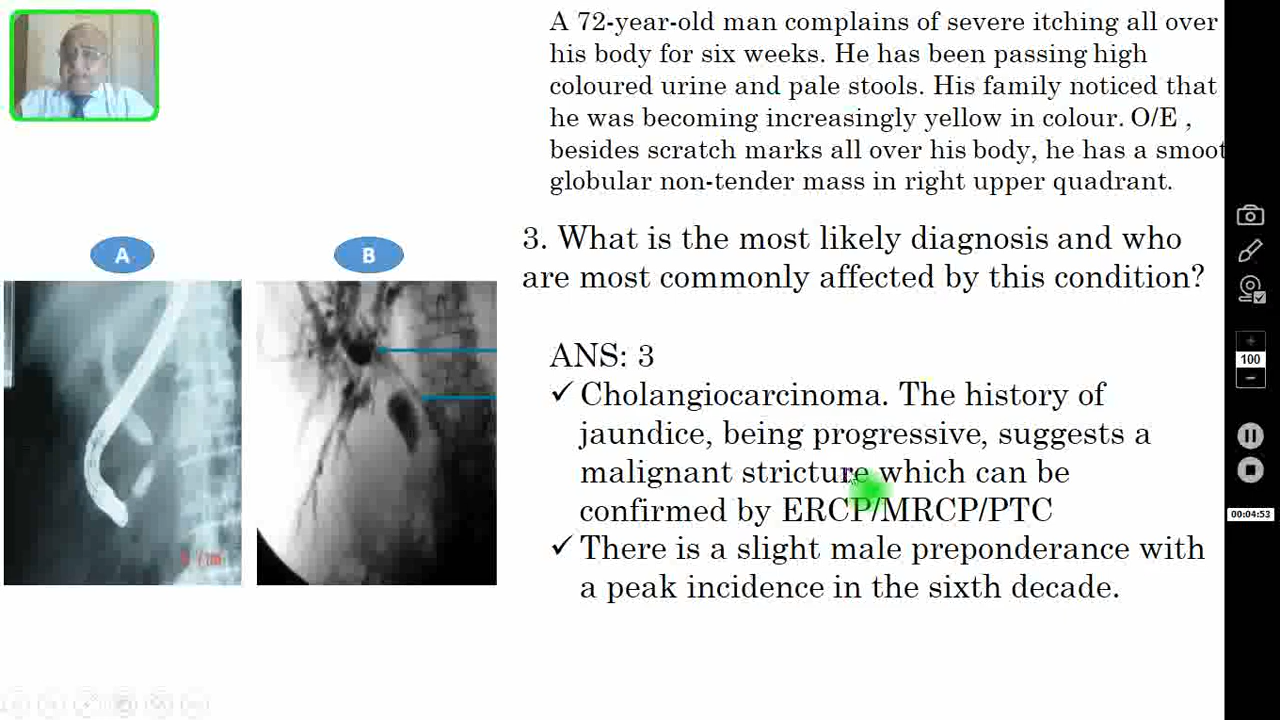 A 72-year-old man complains of severe itching all over
his body for six weeks. He has been passing high
coloured urine and pale stools. His family noticed that
he was becoming increasingly yellow in colour. O/E ,
besides scratch marks all over his body, he has a smoot
globular non-tender mass in right upper quadrant.
3. What is the most likely diagnosis and who
are most commonly affected by this condition?
A
B
ANS: 3
✓ Cholangiocarcinoma. The history of
jaundice, being progressive, suggests a
malignant stricture which can be
confirmed by ERCP/MRCP/PTC
✓ There is a slight male preponderance with
a peak incidence in the sixth decade.
100
00:04:53